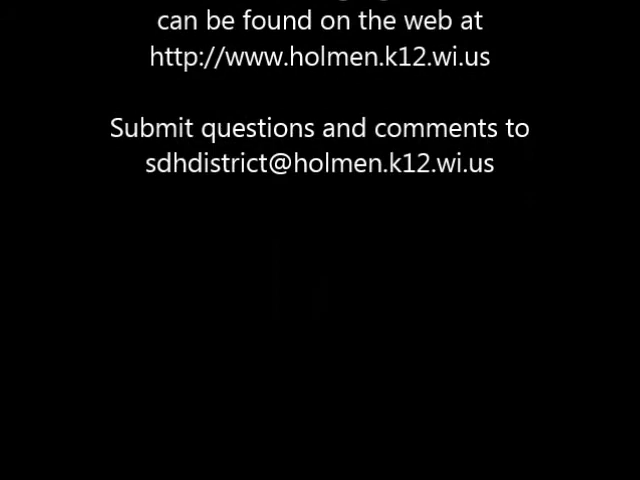 can be found on the web at
http://www.holmen.k12.wi.us
Submit questions and comments to
sdhdistrict@holmen.k12.wi.us